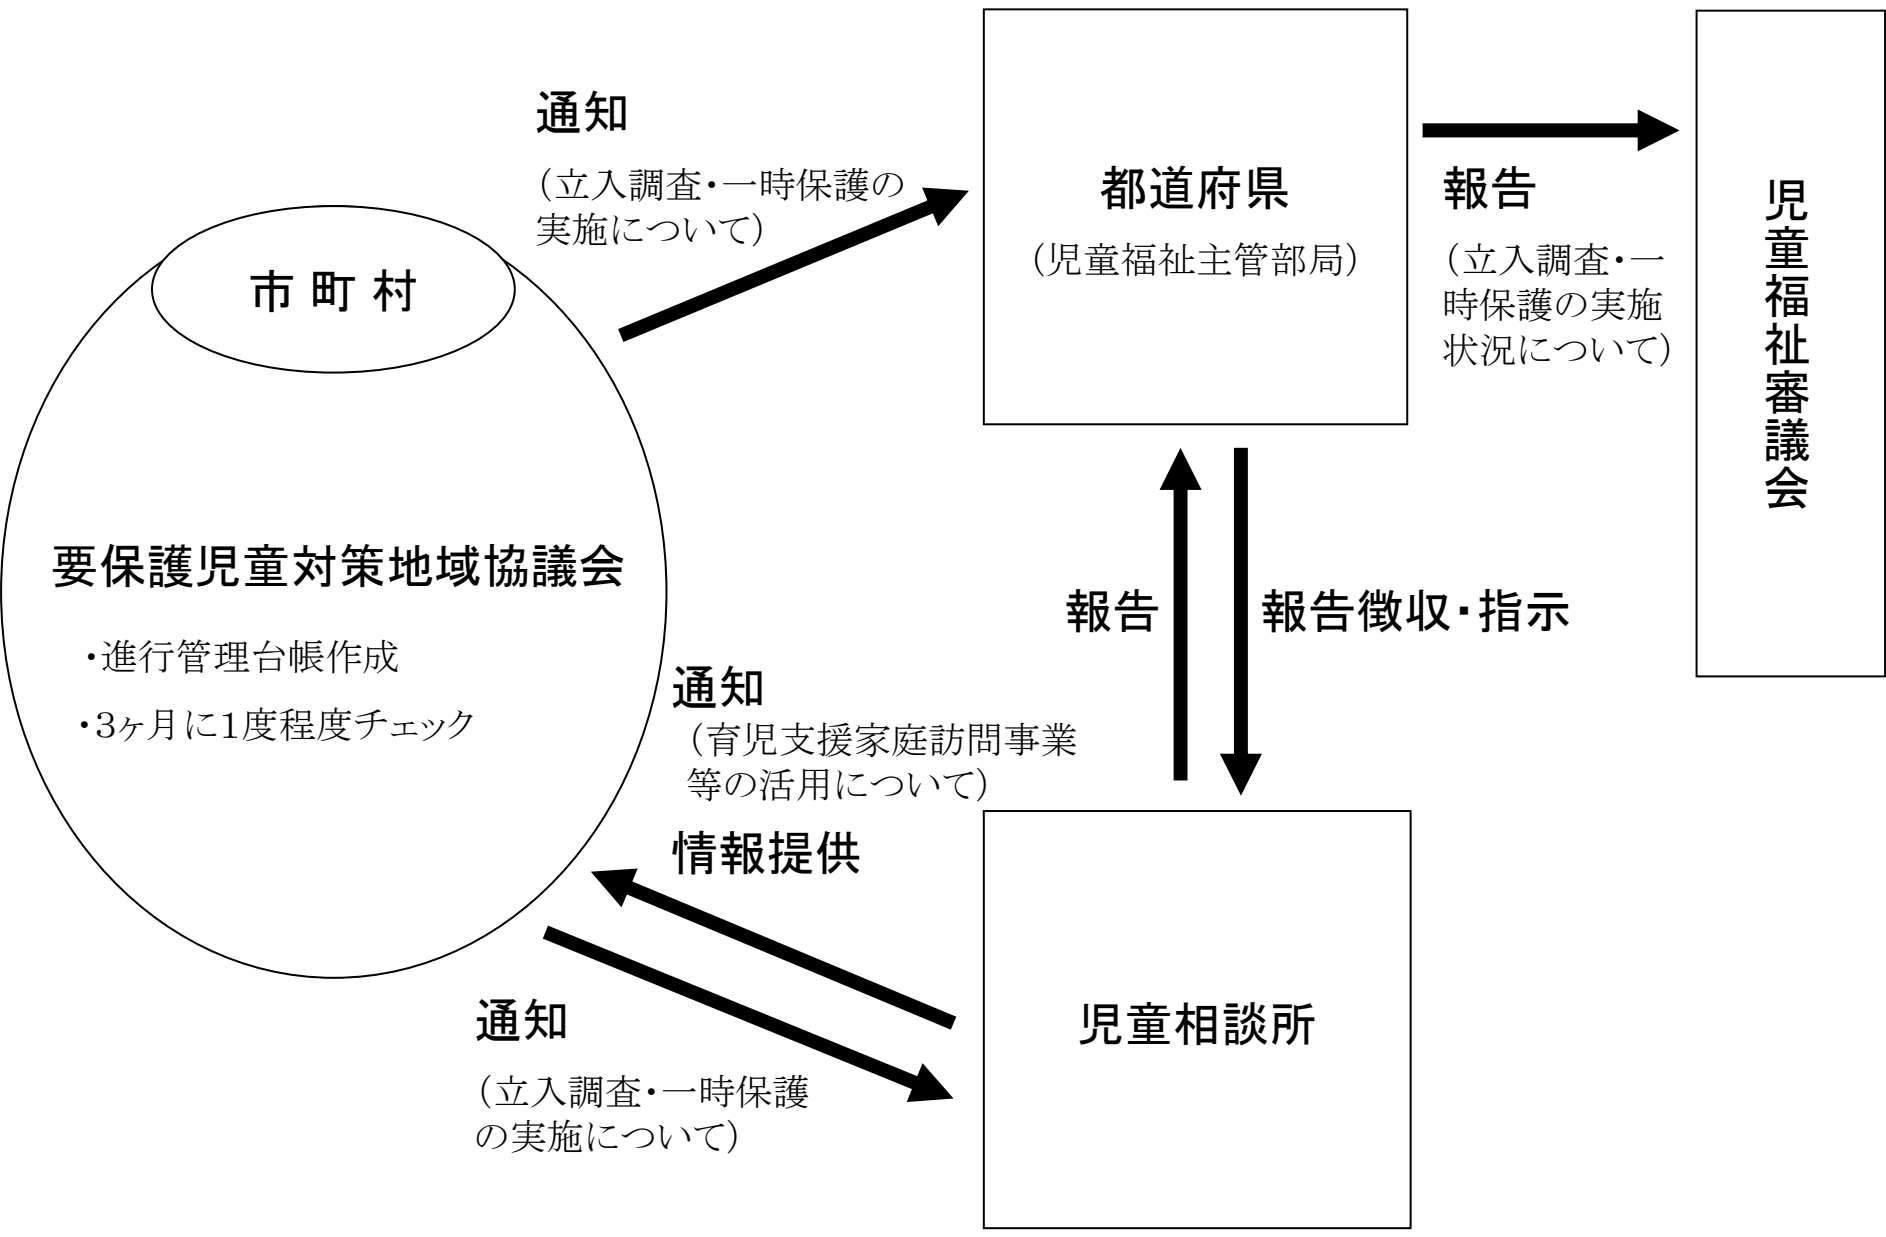 通知
（立入調査・一時保護の
実施について）
市 町 村
要保護児童対策地域協議会
・進行管理台帳作成
・３ヶ月に１度程度チェック
都道府県
（児童福祉主管部局）
報告
（立入調査・一
時保護の実施
状況について）
児童福祉審議会
報告
報告徴収・指示
通知
（育児支援家庭訪問事業
等の活用について）
情報提供
通知
（立入調査・一時保護
の実施について）
児童相談所